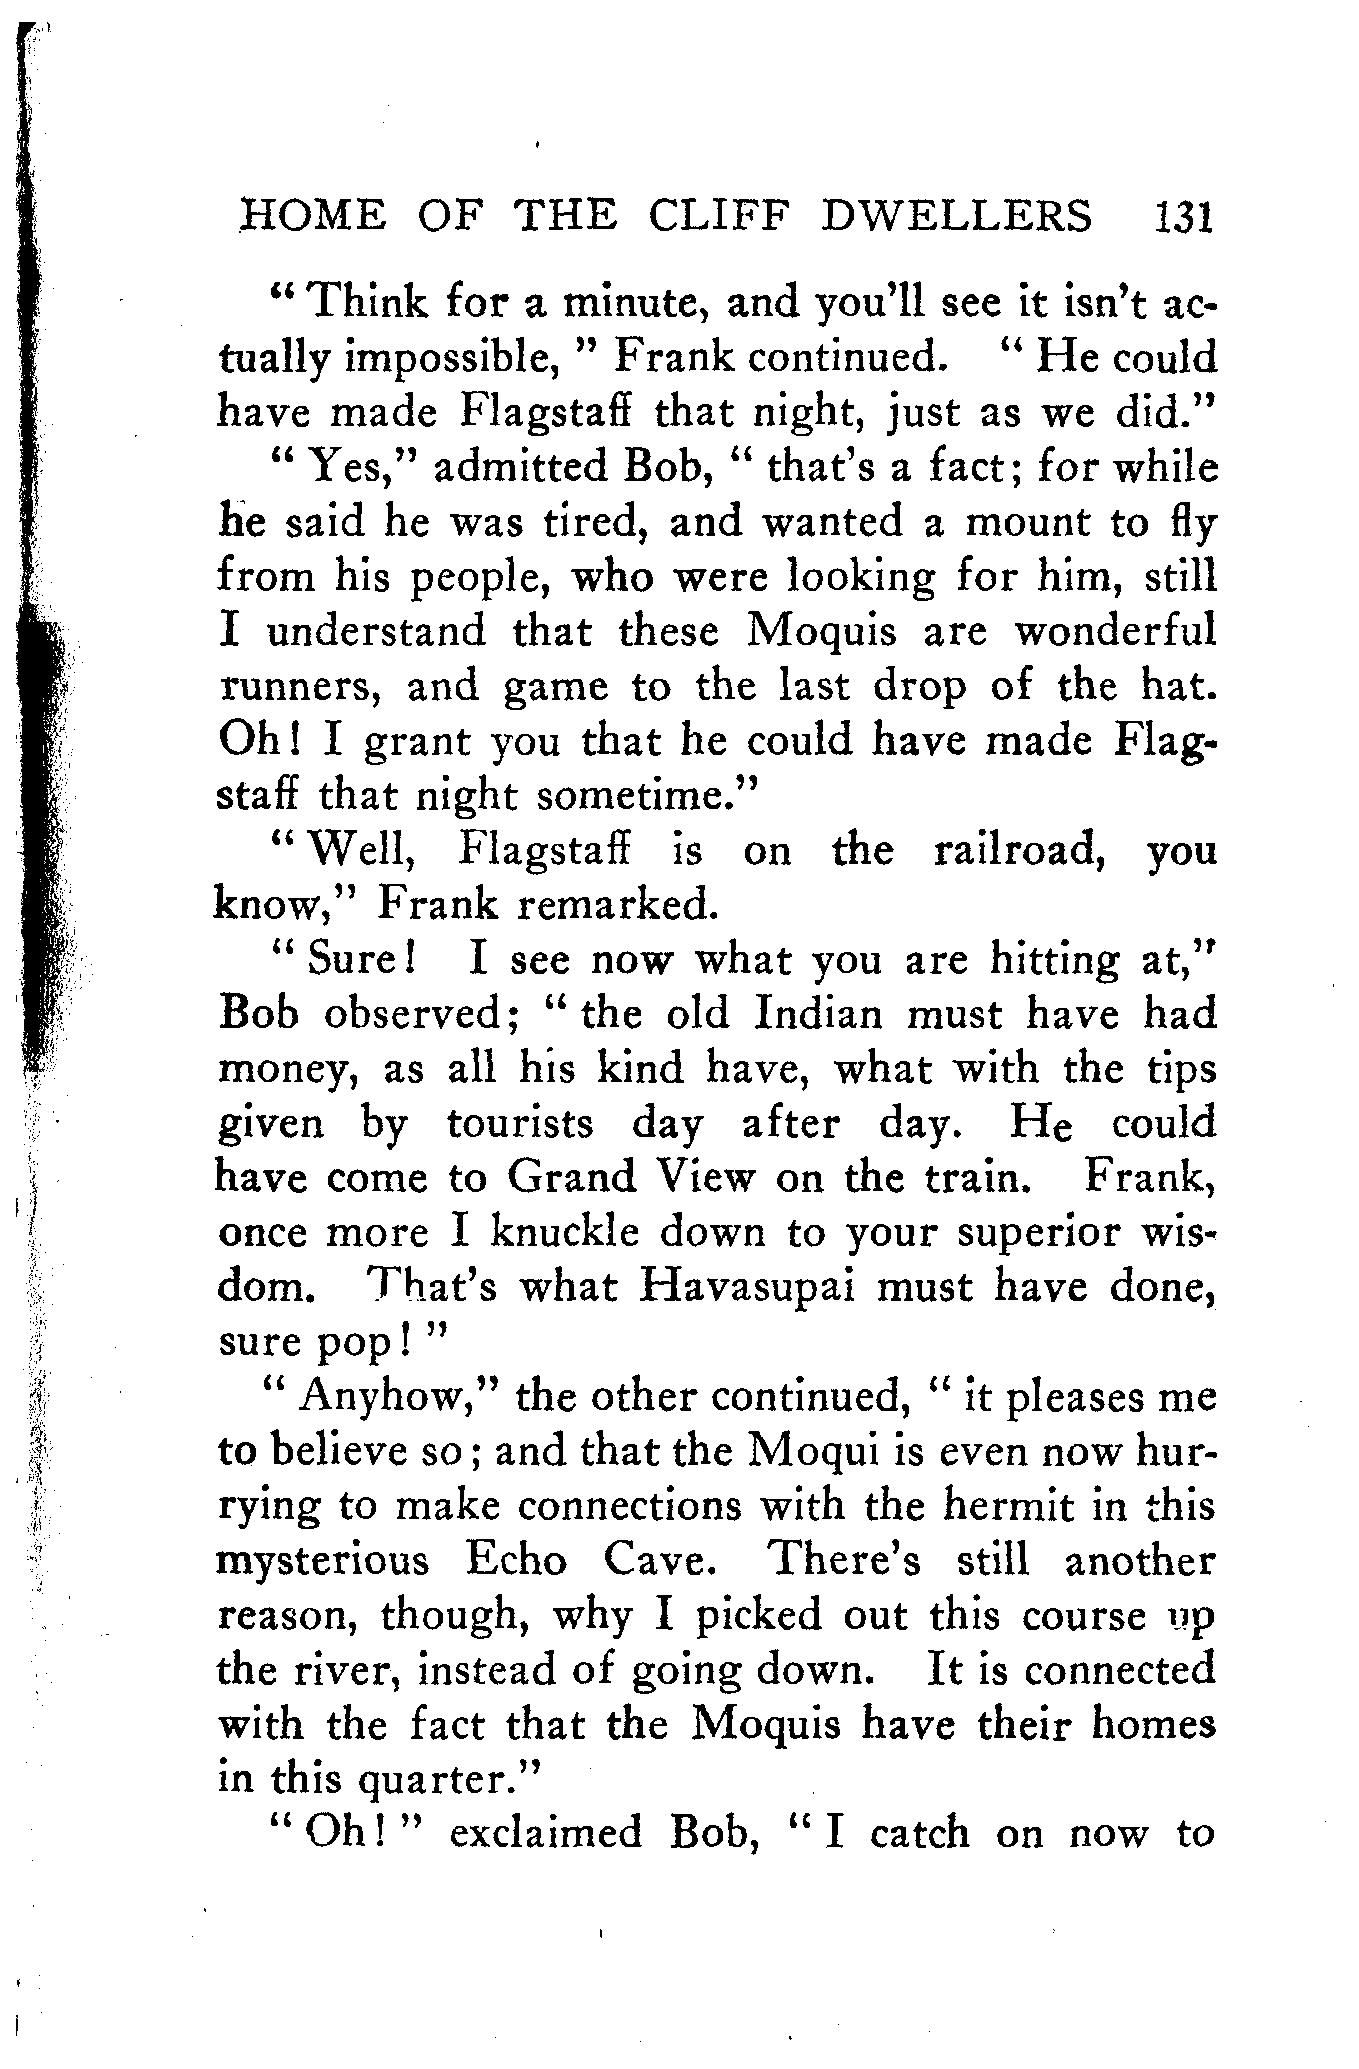 HOME OF THE CLIFF DWELLERS 131
“ Think for a minute, and you'll see it isn't ac-
tually impossible, ” Frank continued. “ He could
have made Flagstaff that night, just as we did.”
“ Yes,” admitted Bob, “ that's a fact; for while
he said he was tired, and wanted a mount to fly
from his people, who were looking for him, still
I understand that these Moquis are wonderful
runners, and game to the last drop of the hat.
Oh! I grant you that he could have made Flag-
staff that night sometime.”
“ Well, Flagstaff is on the railroad, you
know,” Frank remarked.
“ Sure! I see now what you are hitting at,”
Bob observed; “ the old Indian must have had
money, as all his kind have, what with the tips
given by tourists day after day. He could
have come to Grand View on the train. Frank,
once more I knuckle down to your superior wis-
dom. That's what Havasupai must have done,
sure pop! ”
“ Anyhow,” the other continued, “ it pleases me
to believe so; and that the Moqui is even now hur-
rying to make connections with the hermit in this
mysterious Echo Cave. There's still another
reason, though, why I picked out this course up
the river, instead of going down. It is connected
with the fact that the Moquis have their homes
in this quarter.”
“ Oh! ” exclaimed Bob, “ I catch on now to